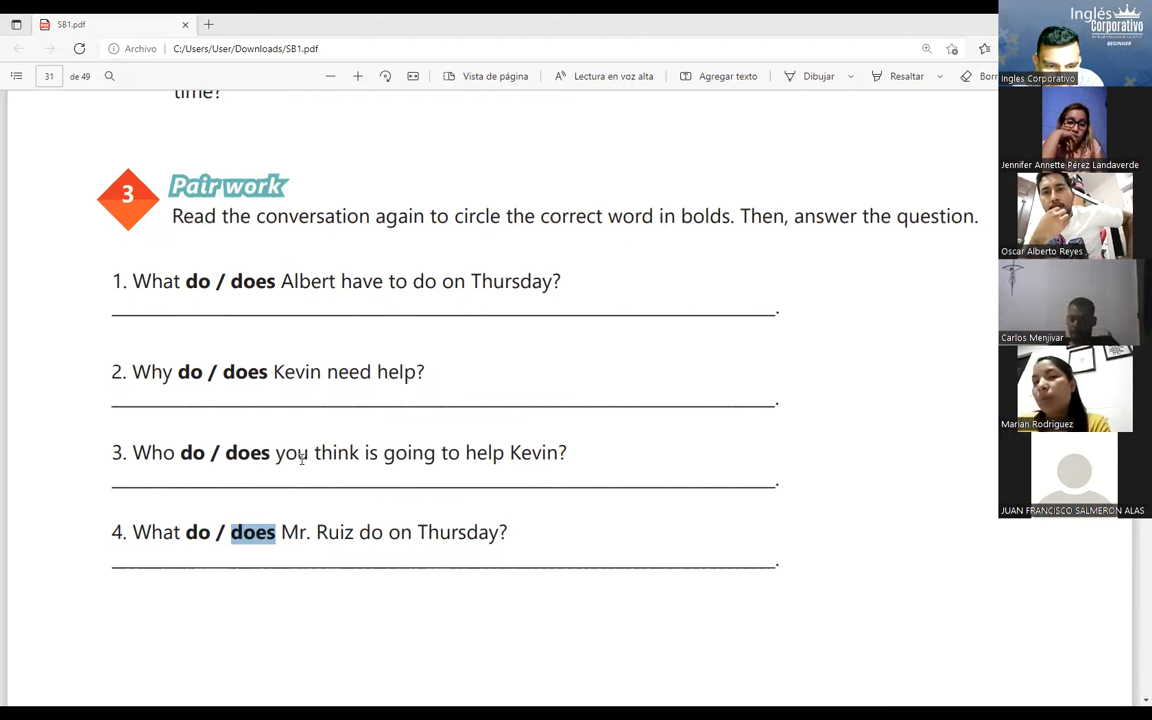 SB1.pdf
Archivo C:/Users/User/Downloads/SB1.pdf
31 de 49 Vista de página Lectura en voz alta Agregar texto Dibujar Resaltar Borr
time?
3 Pair work
Read the conversation again to circle the correct word in bolds. Then, answer the question.
1. What do / does Albert have to do on Thursday?
2. Why do / does Kevin need help?
3. Who do / does you think is going to help Kevin?
4. What do / does Mr. Ruiz do on Thursday?
Inglés
Corporativo
BEGINNER
Ingles Corporativo
Jennifer Annette Pérez Landaverde
Oscar Alberto Reyes
Carlos Menjivar
Marian Rodriguez
JUAN FRANCISCO SALMERON ALAS